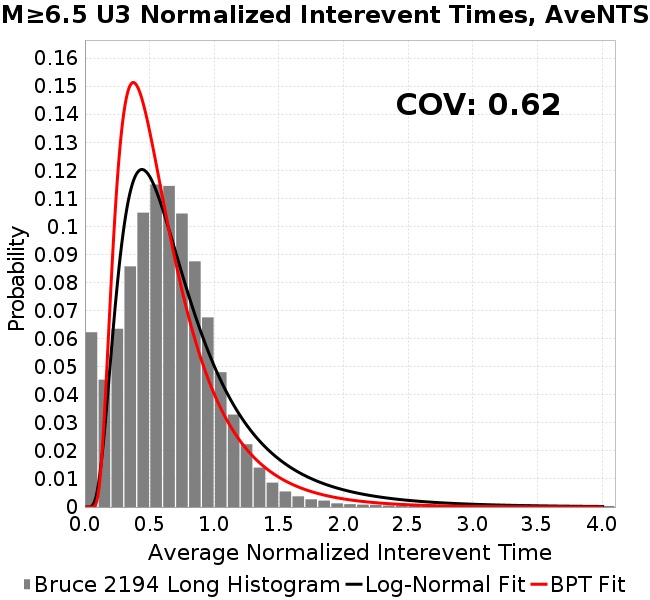 M≥6.5 U3 Normalized Interevent Times, AveNTS
COV: 0.62
0.16
0.15
0.14
0.13
0.12
0.11
0.1
0.09
0.08
0.07
0.06
0.05
0.04
0.03
0.02
0.01
0
Probability
0.0 0.5 1.0 1.5 2.0 2.5 3.0 3.5 4.0
Average Normalized Interevent Time
Bruce 2194 Long Histogram Log-Normal Fit BPT Fit